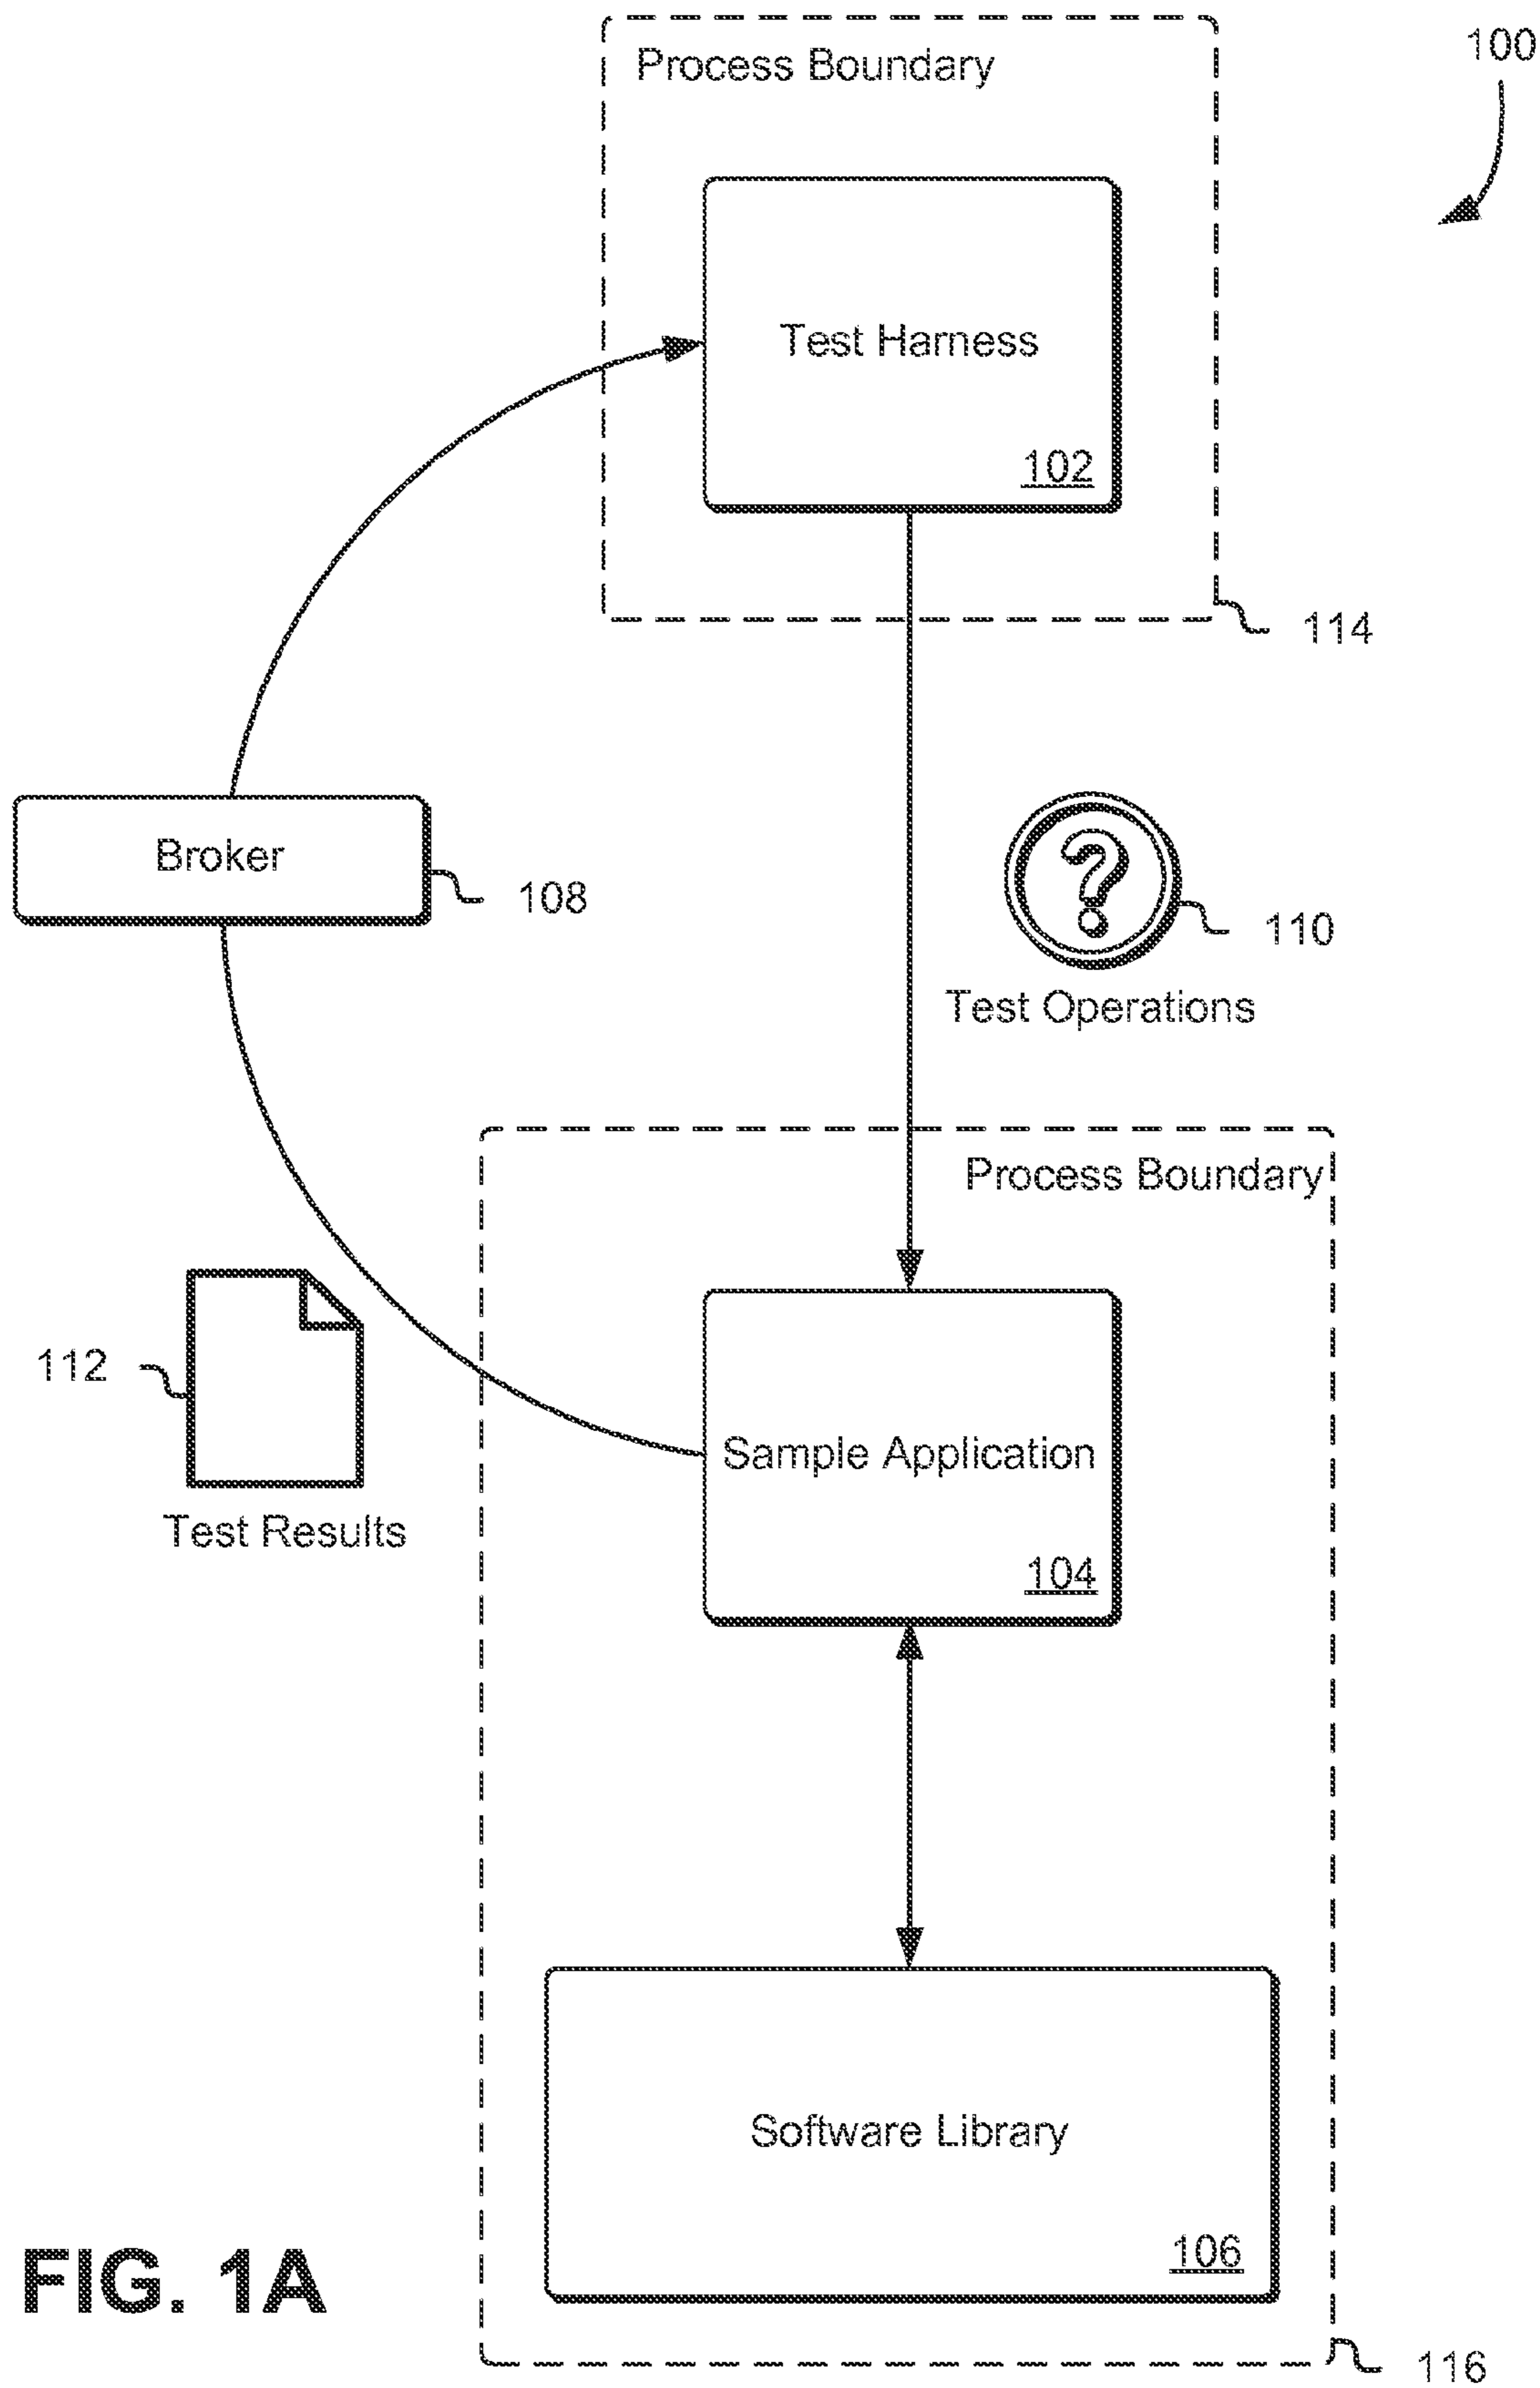 Process Boundary
100
Test Harness
102
114
Broker
108
110
Test Operations
Process Boundary
112
Test Results
Sample Application
104
Software Library
106
FIG. 1A
116